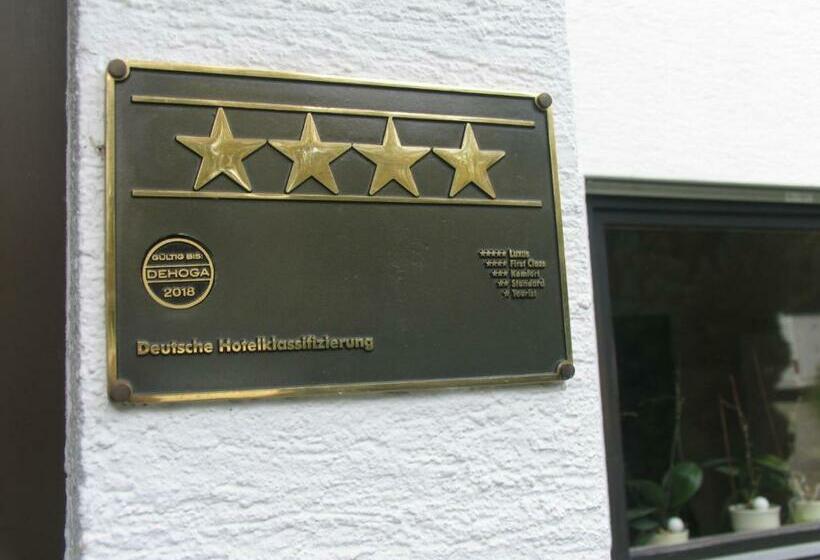 GÜLTIG BIS:
DEHOGA
2018
***** Luxus
**** First Class
*** Komfort
** Standard
* Tourist
Deutsche Hotelklassifizierung